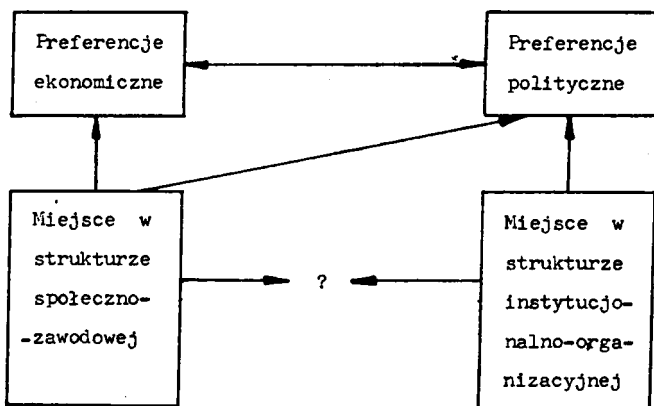 Preferencje
ekonomiczne
Preferencje
polityczne
Miejsce w
strukturze
społeczno-
-zawodowej
?
Miejsce w
strukturze
instytucjo-
nalno-orga-
nizacyjnej